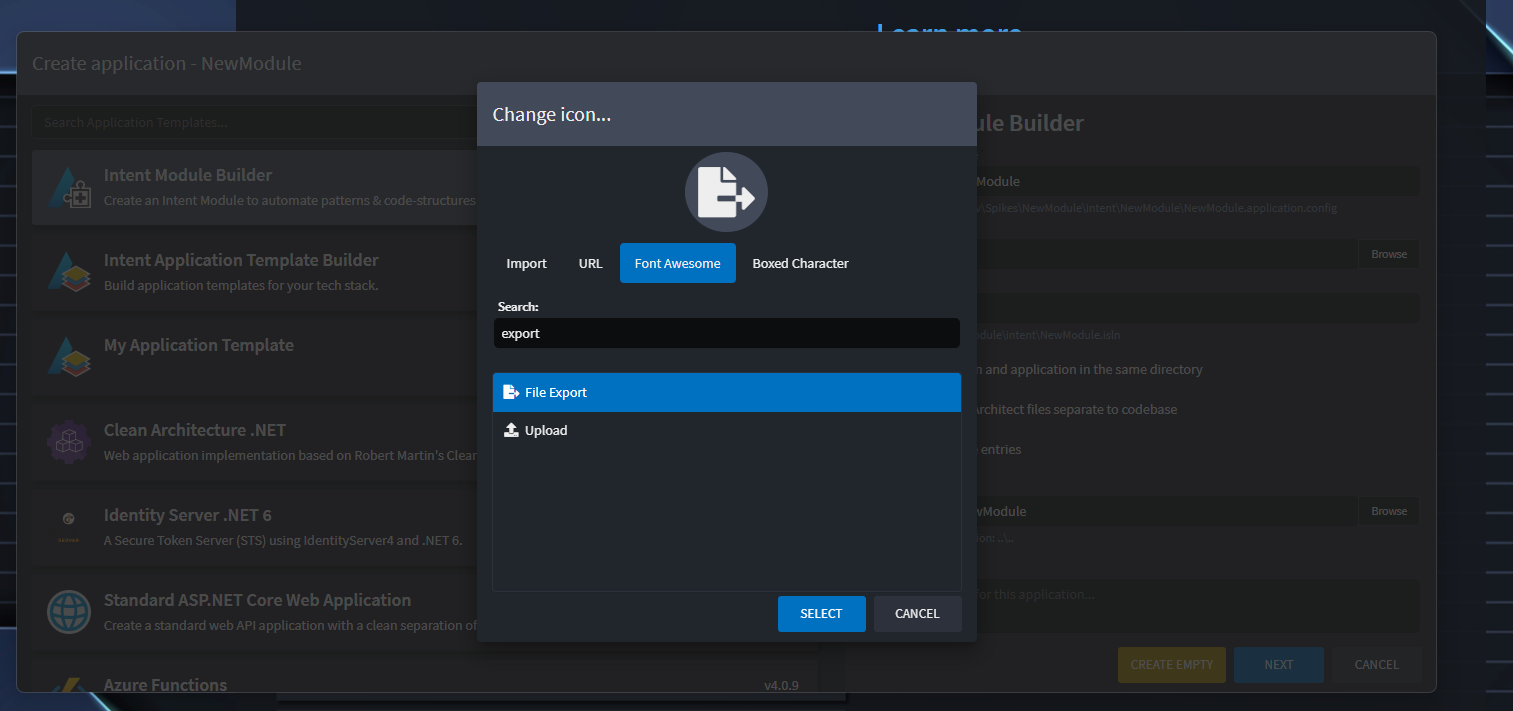 Learn more
Create application - NewModule
Search Application Templates...
Intent Module Builder
Create an Intent Module to automate patterns & code-structures
Intent Application Template Builder
Build application templates for your tech stack.
My Application Template
Clean Architecture .NET
Web application implementation based on Robert Martin's Clean
Identity Server .NET 6
A Secure Token Server (STS) using IdentityServer4 and .NET 6.
Standard ASP.NET Core Web Application
Create a standard web API application with a clean separation of
Azure Functions
v4.0.9
Change icon...
Import
URL
Font Awesome
Boxed Character
Search:
export
File Export
Upload
SELECT
CANCEL
Builder
Module
\Spikes\NewModule\intent\NewModule\NewModule.application.config
Browse
\intent\NewModule.isln
and application in the same directory
files separate to codebase
entries
Browse
for this application...
CREATE EMPTY
NEXT
CANCEL